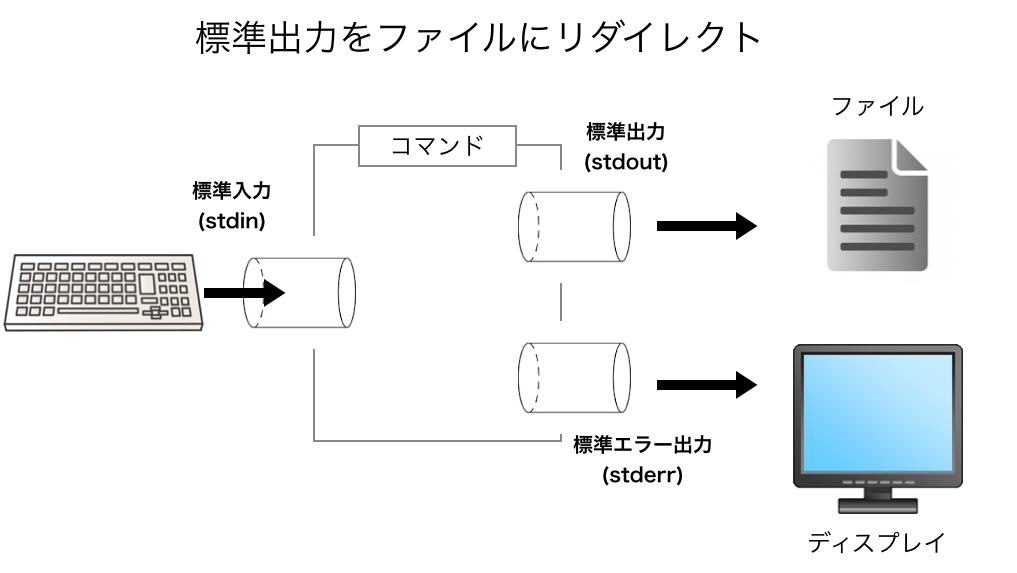 標準出力をファイルにリダイレクト
ファイル
コマンド
標準出力
(stdout)
標準入力
(stdin)
標準エラー出力
(stderr)
ディスプレイ